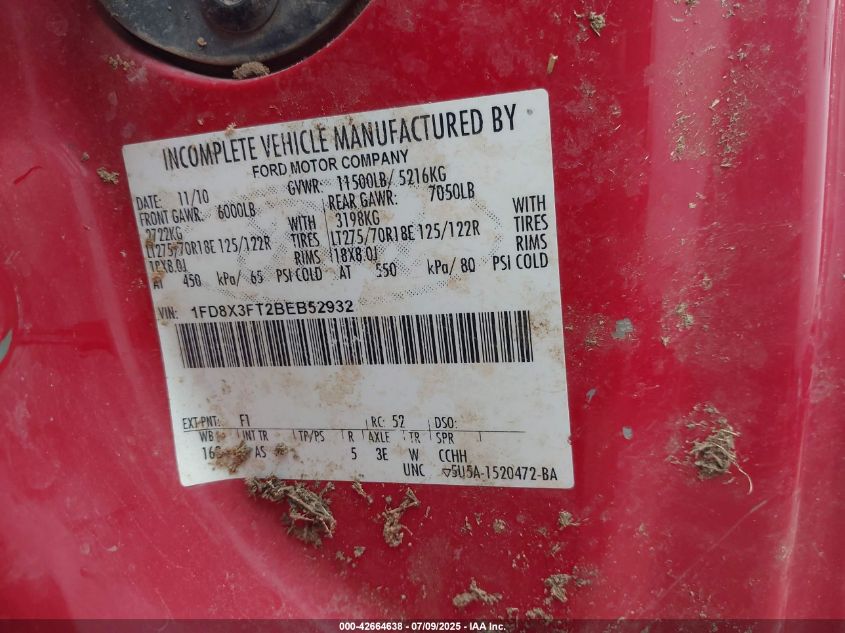 INCOMPLETE VEHICLE MANUFACTURED BY
FORD MOTOR COMPANY
DATE: 11/10 GVWR: 11500LB/ 5216KG
FRONT GAWR: 6000LB REAR GAWR: 7050LB
2722KG WITH 3198KG WITH
LT275/70R18E 125/122R TIRES LT275/70R18E 125/122R TIRES
18X8.0J RIMS 18X8.0J RIMS
AT 450 kPa/ 65 PSI COLD AT 550 kPa/ 80 PSI COLD
VIN: 1FD8X3FT2BEB52932
EXT PNT: F1 RC: 52 DSO:
WB INT TR TP/PS R AXLE TR SPR
AS 5 3E W CCHH
UNC 5U5A-1520472-BA
000-42664638 - 07/09/2025 - IAA Inc.